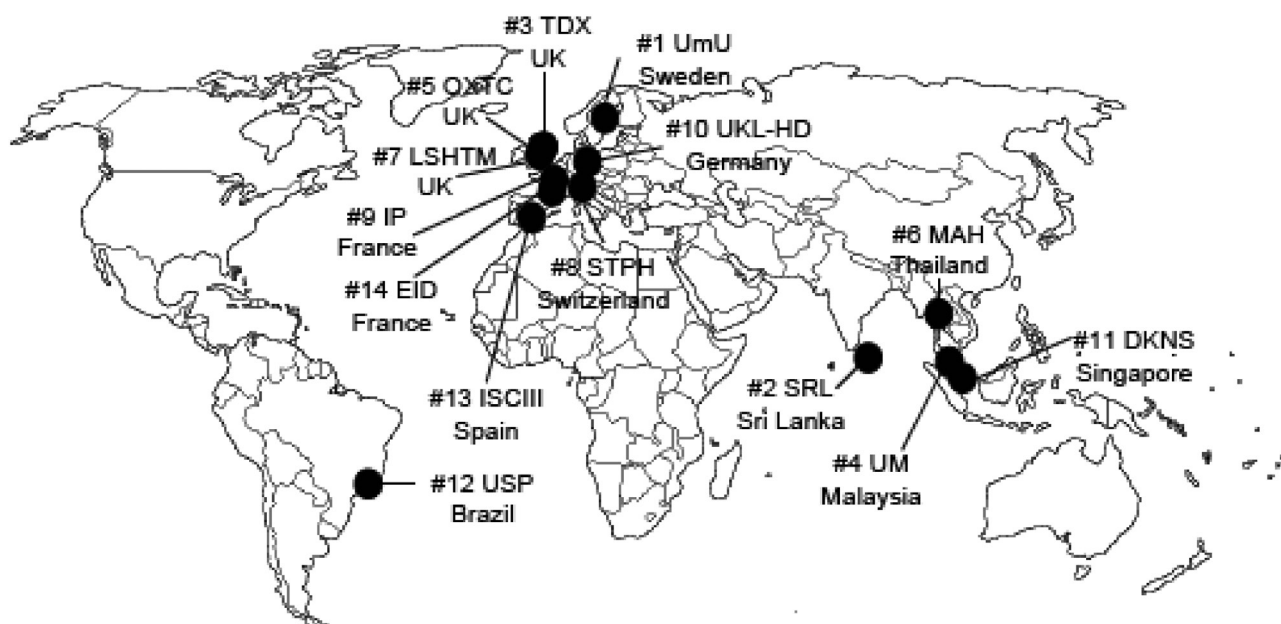 #3 TDX
UK
#1 UmU
Sweden
#5 OXTC
UK
#10 UKL-HD
Germany
#7 LSHTM
UK
#9 IP
France
#6 MAH
Thailand
#8 STPH
Switzerland
#14 EID
France
#11 DKNS
Singapore
#2 SRL
Sri Lanka
#13 ISCIII
Spain
#4 UM
Malaysia
#12 USP
Brazil